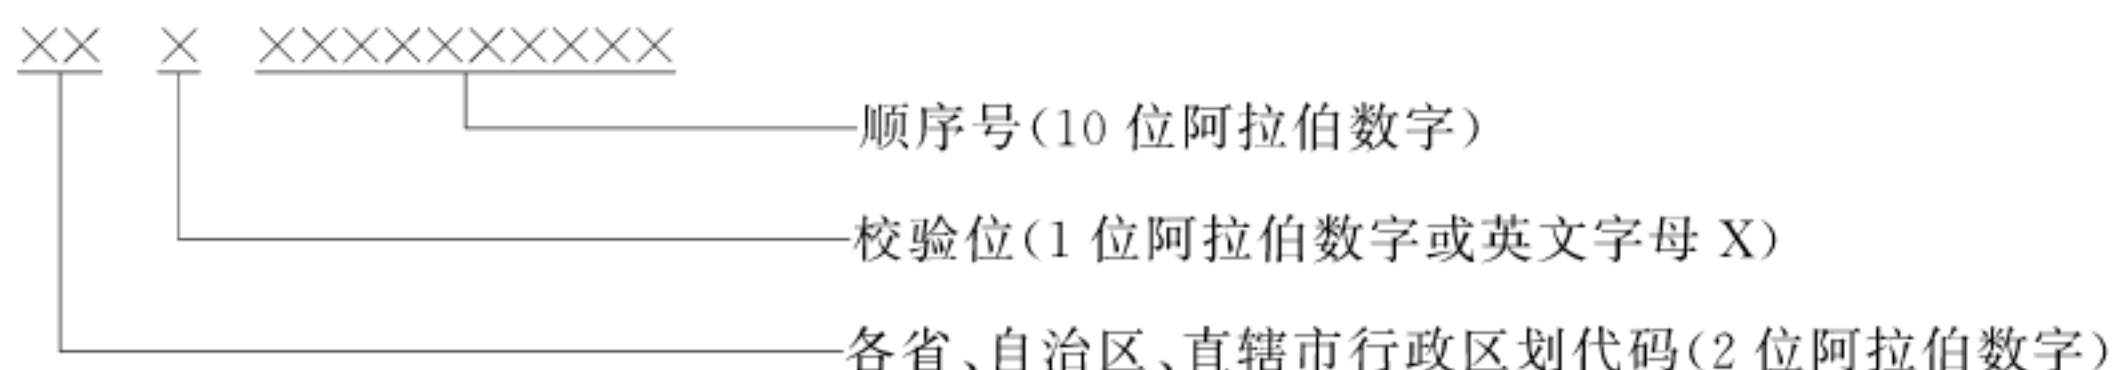 ×× × ××××××××××
顺序号(10 位阿拉伯数字)
校验位(1 位阿拉伯数字或英文字母 X)
各省、自治区、直辖市行政区划代码(2 位阿拉伯数字)